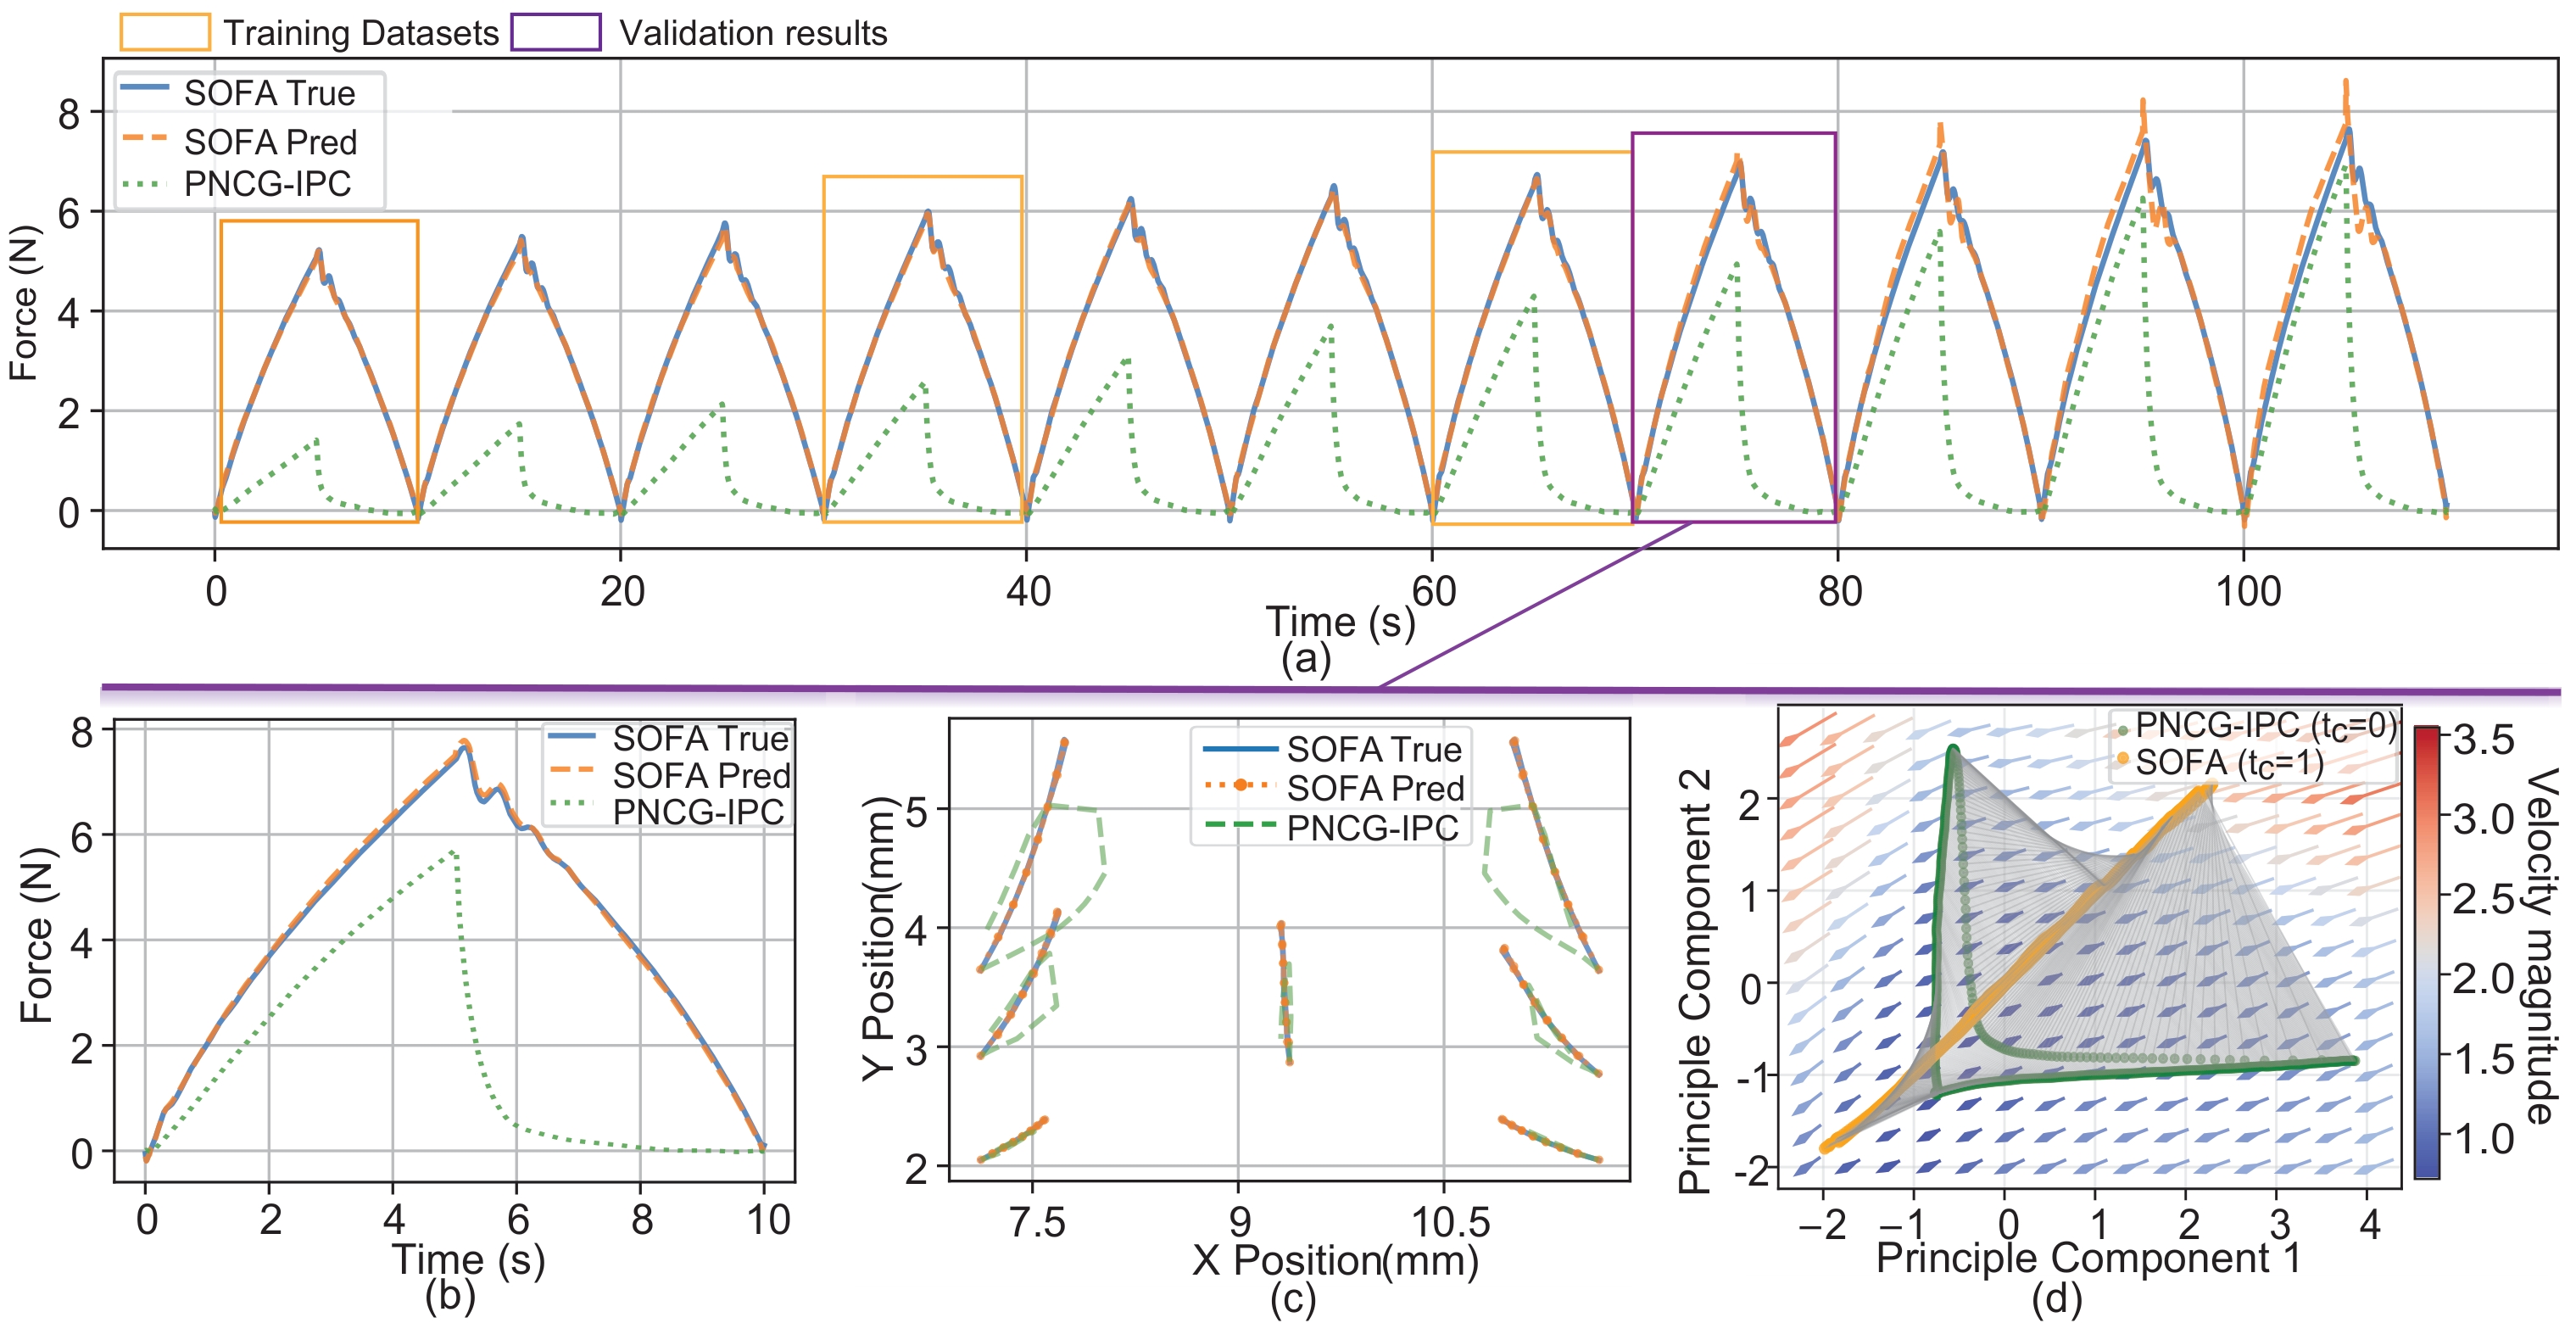 Training Datasets Validation results
SOFA True
SOFA Pred
PNCG-IPC
Force (N)
8
6
4
2
0
0 20 40 60 80 100
Time (s)
(a)
SOFA True
SOFA Pred
PNCG-IPC
Force (N)
8
6
4
2
0
0 2 4 6 8 10
Time (s)
(b)
SOFA True
SOFA Pred
PNCG-IPC
Y Position(mm)
5
4
3
2
7.5 9 10.5
X Position(mm)
(c)
PNCG-IPC (tc=0)
SOFA (tc=1)
Principle Component 2
2
1
0
-1
-2
−2 −1 0 1 2 3 4
Principle Component 1
(d)
3.5
3.0
2.5
2.0
1.5
1.0
Velocity magnitude